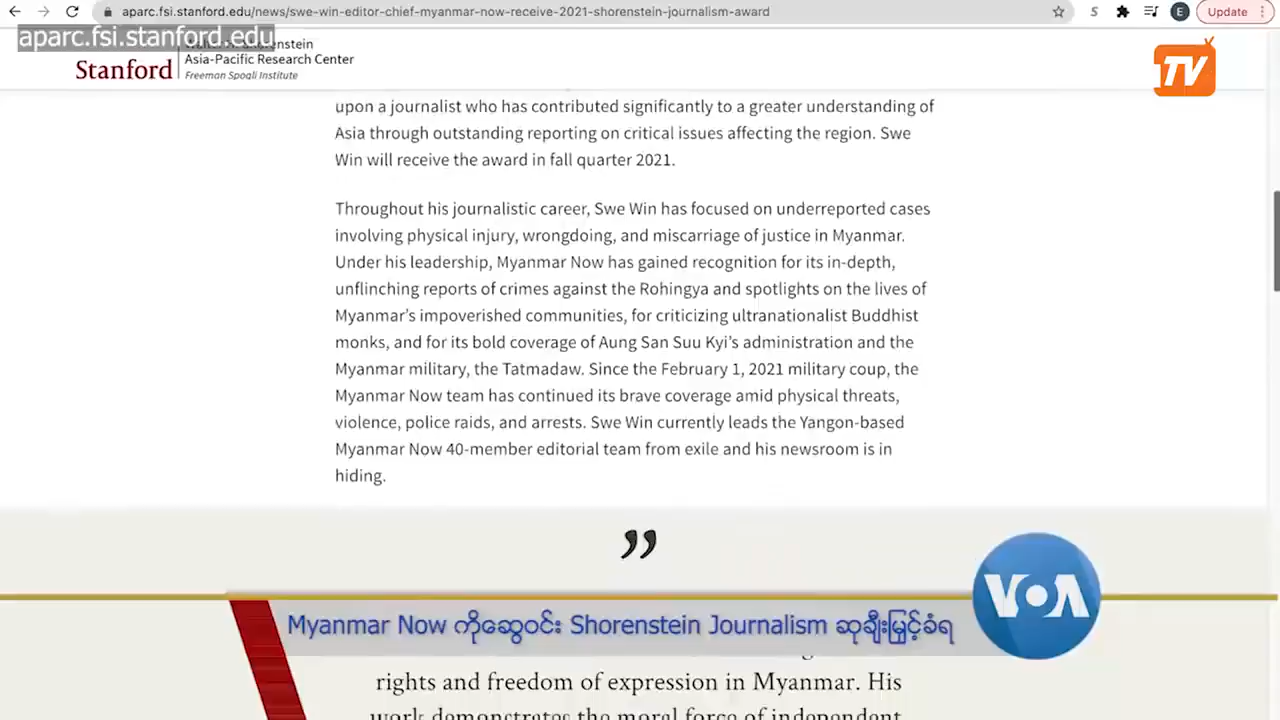 aparc.fsi.stanford.edu/news/swe-win-editor-chief-myanmar-now-receive-2021-shorenstein-journalism-award
S
E
Update
aparc.fsi.stanford.edu
Stanford
Asia-Pacific Research Center
Freeman Spogli Institute
TV
upon a journalist who has contributed significantly to a greater understanding of
Asia through outstanding reporting on critical issues affecting the region. Swe
Win will receive the award in fall quarter 2021.
Throughout his journalistic career, Swe Win has focused on underreported cases
involving physical injury, wrongdoing, and miscarriage of justice in Myanmar.
Under his leadership, Myanmar Now has gained recognition for its in-depth,
unflinching reports of crimes against the Rohingya and spotlights on the lives of
Myanmar’s impoverished communities, for criticizing ultranationalist Buddhist
monks, and for its bold coverage of Aung San Suu Kyi’s administration and the
Myanmar military, the Tatmadaw. Since the February 1, 2021 military coup, the
Myanmar Now team has continued its brave coverage amid physical threats,
violence, police raids, and arrests. Swe Win currently leads the Yangon-based
Myanmar Now 40-member editorial team from exile and his newsroom is in
hiding.
”
VOA
Myanmar Now ကိုဆွေဝင်း Shorenstein Journalism ဆုချီးမြှင့်ခံရ
rights and freedom of expression in Myanmar. His
work demonstrates the moral force of independent